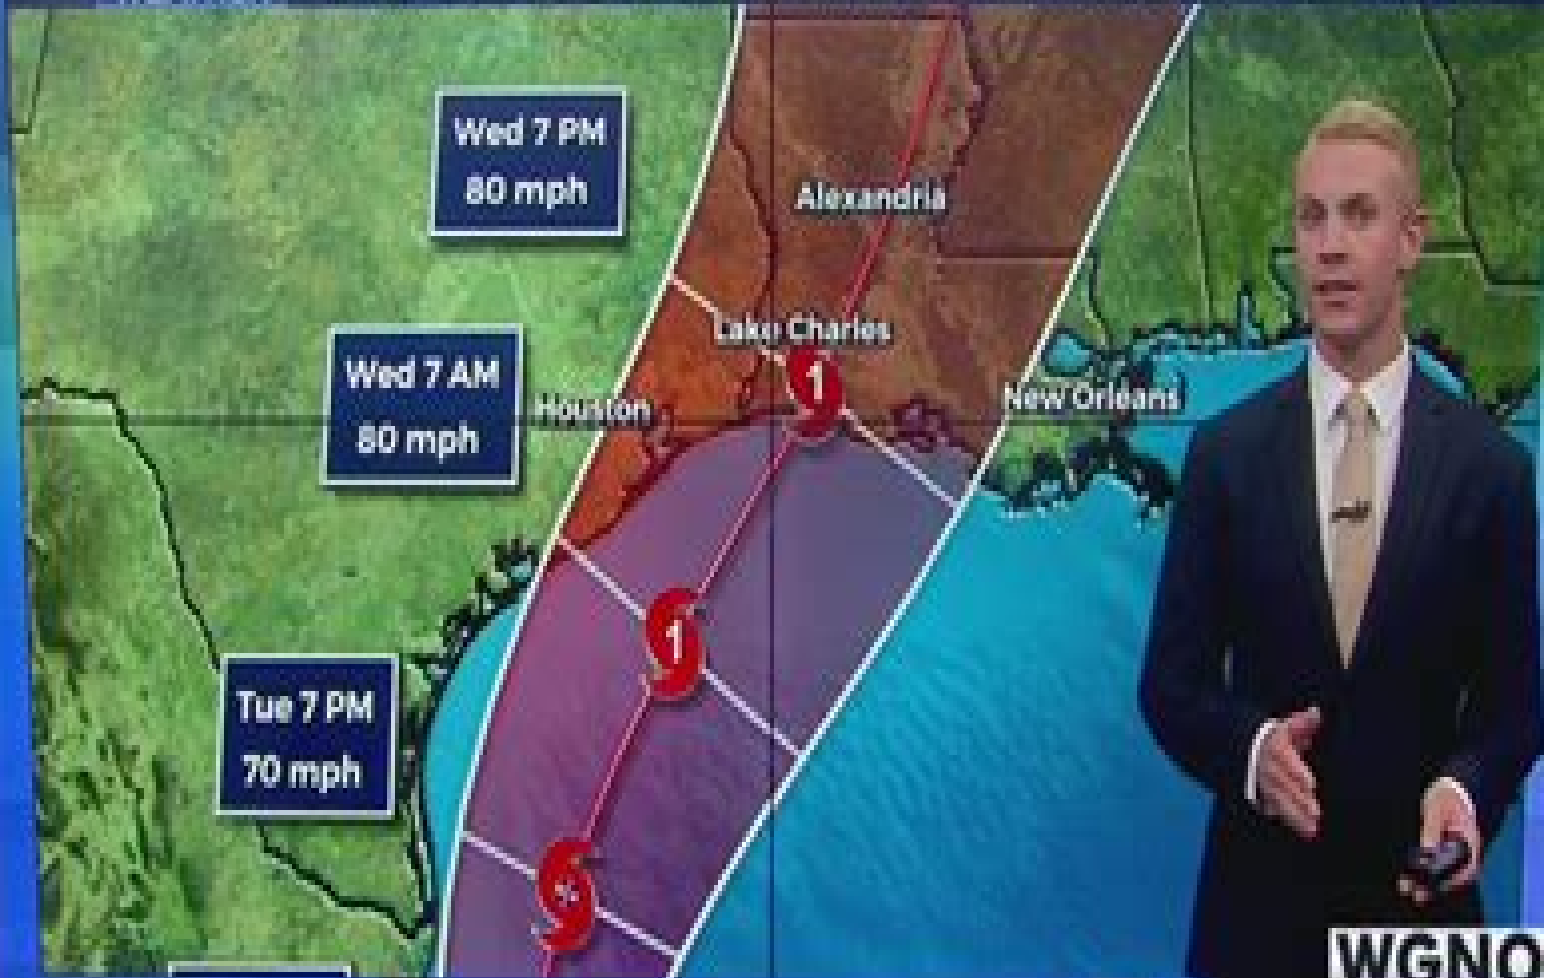 Wed 7 PM
80 mph
Alexandria
Lake Charles
1
Wed 7 AM
80 mph
Houston
New Orleans
1
Tue 7 PM
70 mph
WGNO